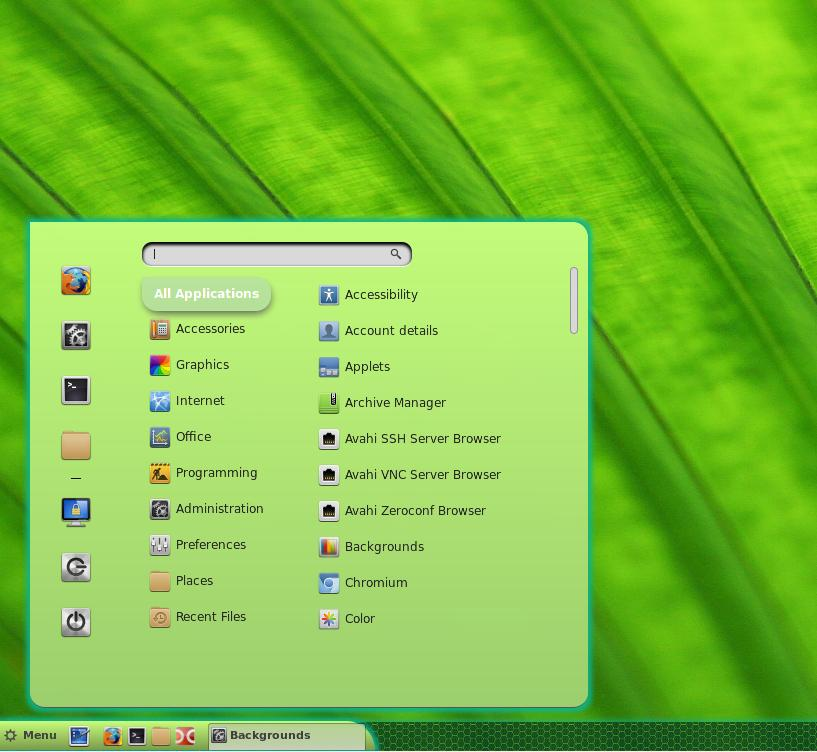 All Applications
Accessories
Graphics
Internet
Office
Programming
Administration
Preferences
Places
Recent Files
Accessibility
Account details
Applets
Archive Manager
Avahi SSH Server Browser
Avahi VNC Server Browser
Avahi Zeroconf Browser
Backgrounds
Chromium
Color
Menu
Backgrounds